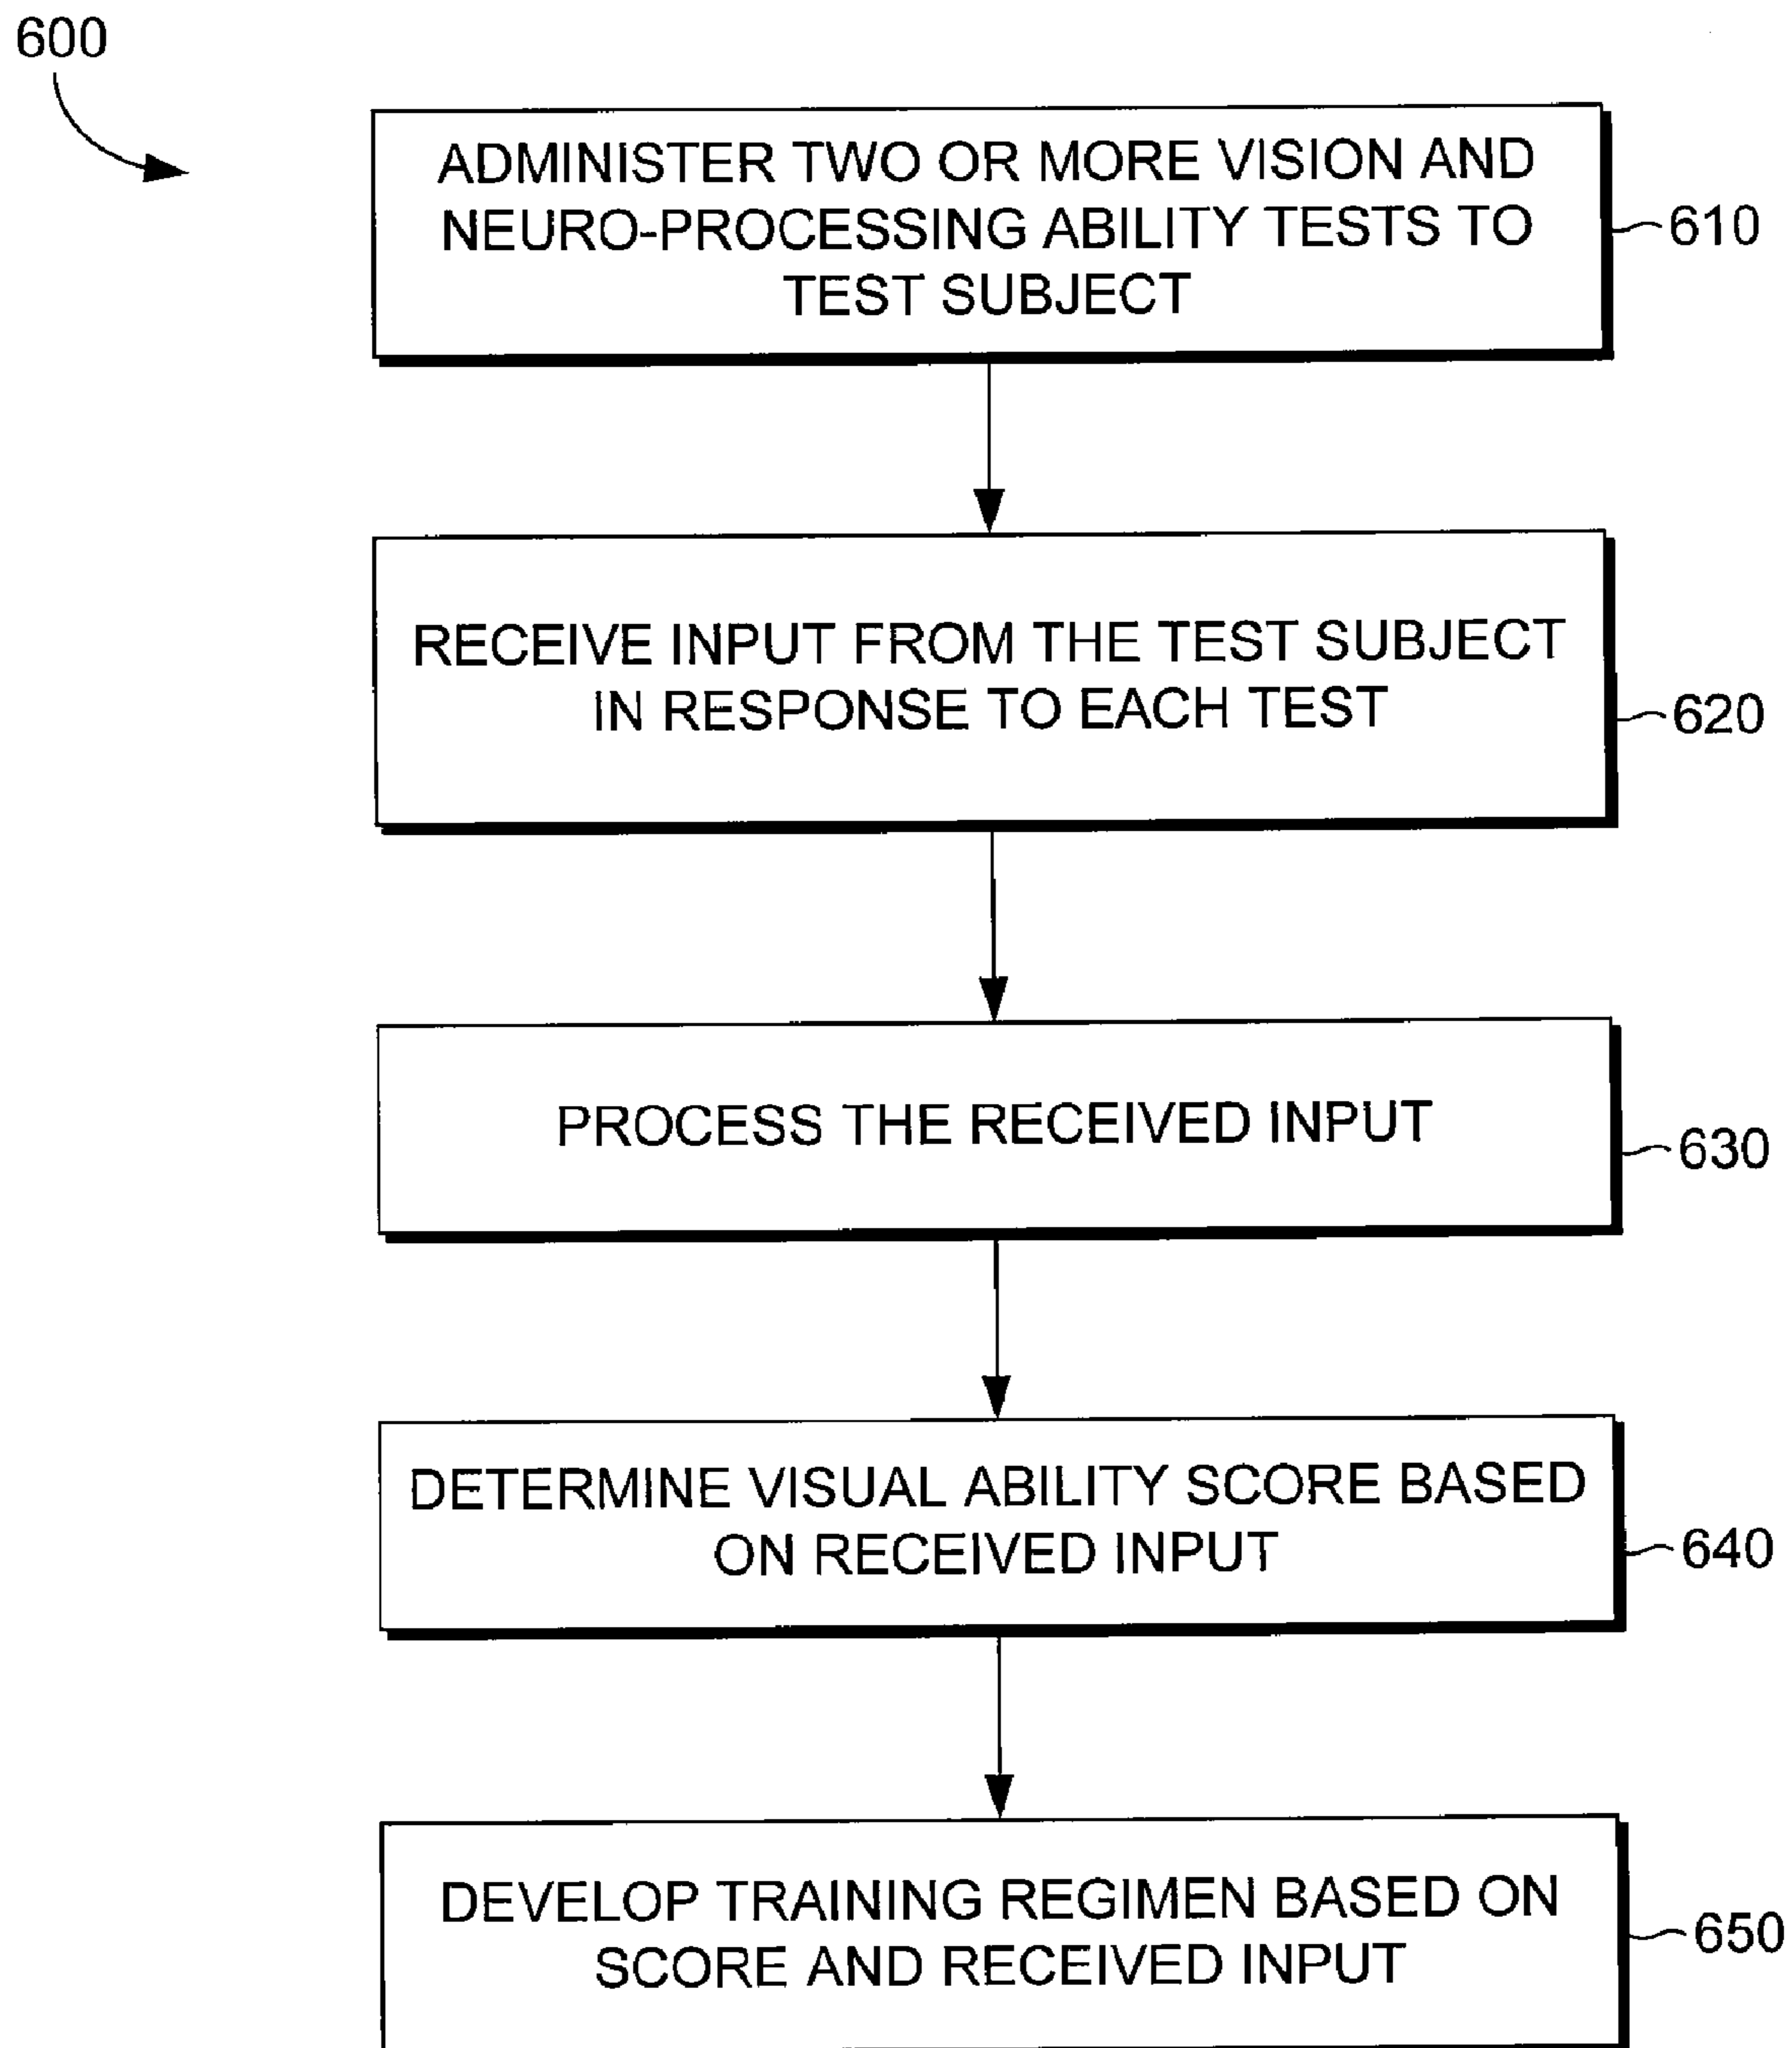 600
ADMINISTER TWO OR MORE VISION AND
NEURO-PROCESSING ABILITY TESTS TO
TEST SUBJECT
610
RECEIVE INPUT FROM THE TEST SUBJECT
IN RESPONSE TO EACH TEST
620
PROCESS THE RECEIVED INPUT
630
DETERMINE VISUAL ABILITY SCORE BASED
ON RECEIVED INPUT
640
DEVELOP TRAINING REGIMEN BASED ON
SCORE AND RECEIVED INPUT
650